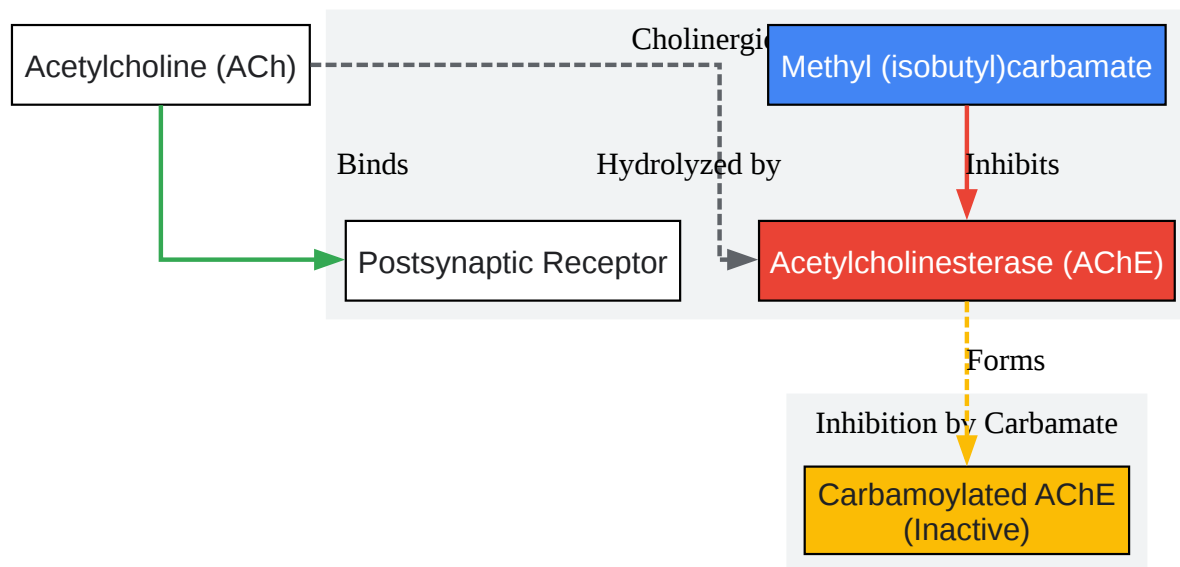 Cholinergic
Acetylcholine (ACh)
Methyl (isobutyl)carbamate
Binds
Hydrolyzed by
Inhibits
Postsynaptic Receptor
Acetylcholinesterase (AChE)
Forms
Inhibition by Carbamate
Carbamoylated AChE
(Inactive)